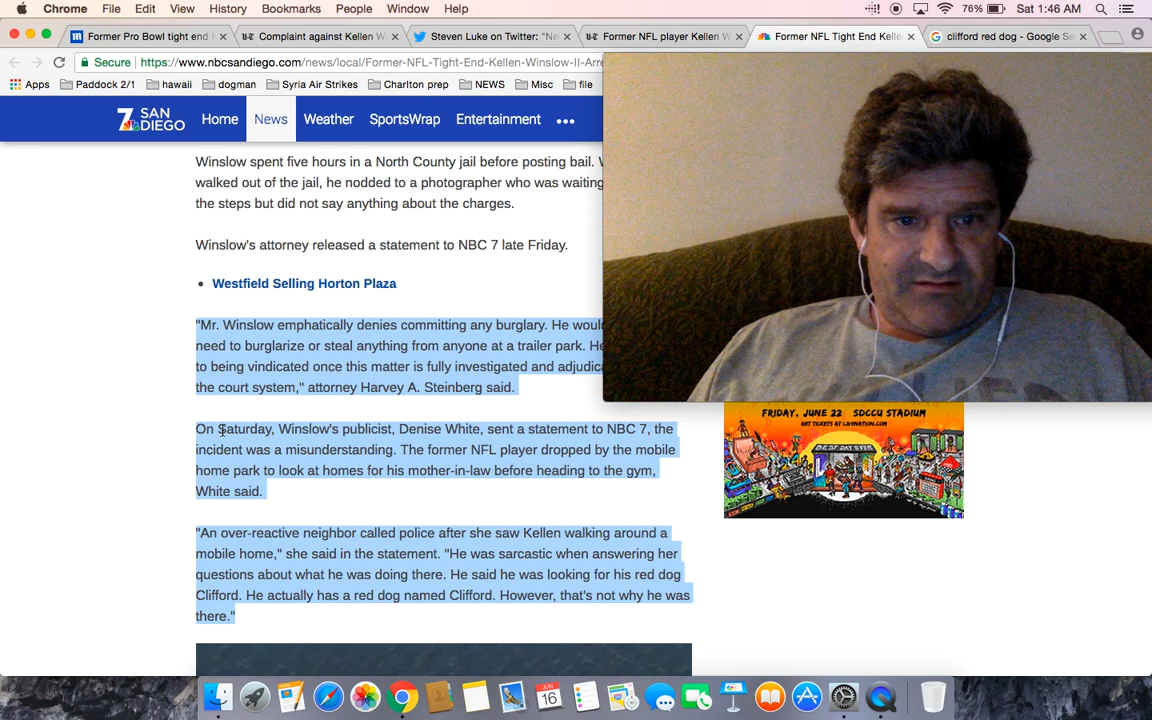 Chrome File Edit View History Bookmarks People Window Help 76% Sat 1:46 AM
Former Pro Bowl tight end k Complaint against Kellen W Steven Luke on Twitter: "Ne Former NFL player Kellen W Former NFL Tight End Kelle clifford red dog - Google Se
Secure https://www.nbcsandiego.com/news/local/Former-NFL-Tight-End-Kellen-Winslow-II-Arre
Apps Paddock 2/1 hawaii dogman Syria Air Strikes Charlton prep NEWS Misc file
7 SAN DIEGO Home News Weather SportsWrap Entertainment
Winslow spent five hours in a North County jail before posting bail.
walked out of the jail, he nodded to a photographer who was waiting
the steps but did not say anything about the charges.
Winslow's attorney released a statement to NBC 7 late Friday.
• Westfield Selling Horton Plaza
"Mr. Winslow emphatically denies committing any burglary. He would
need to burglarize or steal anything from anyone at a trailer park. He
to being vindicated once this matter is fully investigated and adjudica
the court system," attorney Harvey A. Steinberg said.
On Saturday, Winslow's publicist, Denise White, sent a statement to NBC 7, the
incident was a misunderstanding. The former NFL player dropped by the mobile
home park to look at homes for his mother-in-law before heading to the gym,
White said.
"An over-reactive neighbor called police after she saw Kellen walking around a
mobile home," she said in the statement. "He was sarcastic when answering her
questions about what he was doing there. He said he was looking for his red dog
Clifford. He actually has a red dog named Clifford. However, that's not why he was
there."
FRIDAY, JUNE 22 SDCCU STADIUM
GET TICKETS AT LIVENATION.COM
BEST DAY EVER
JUN
16